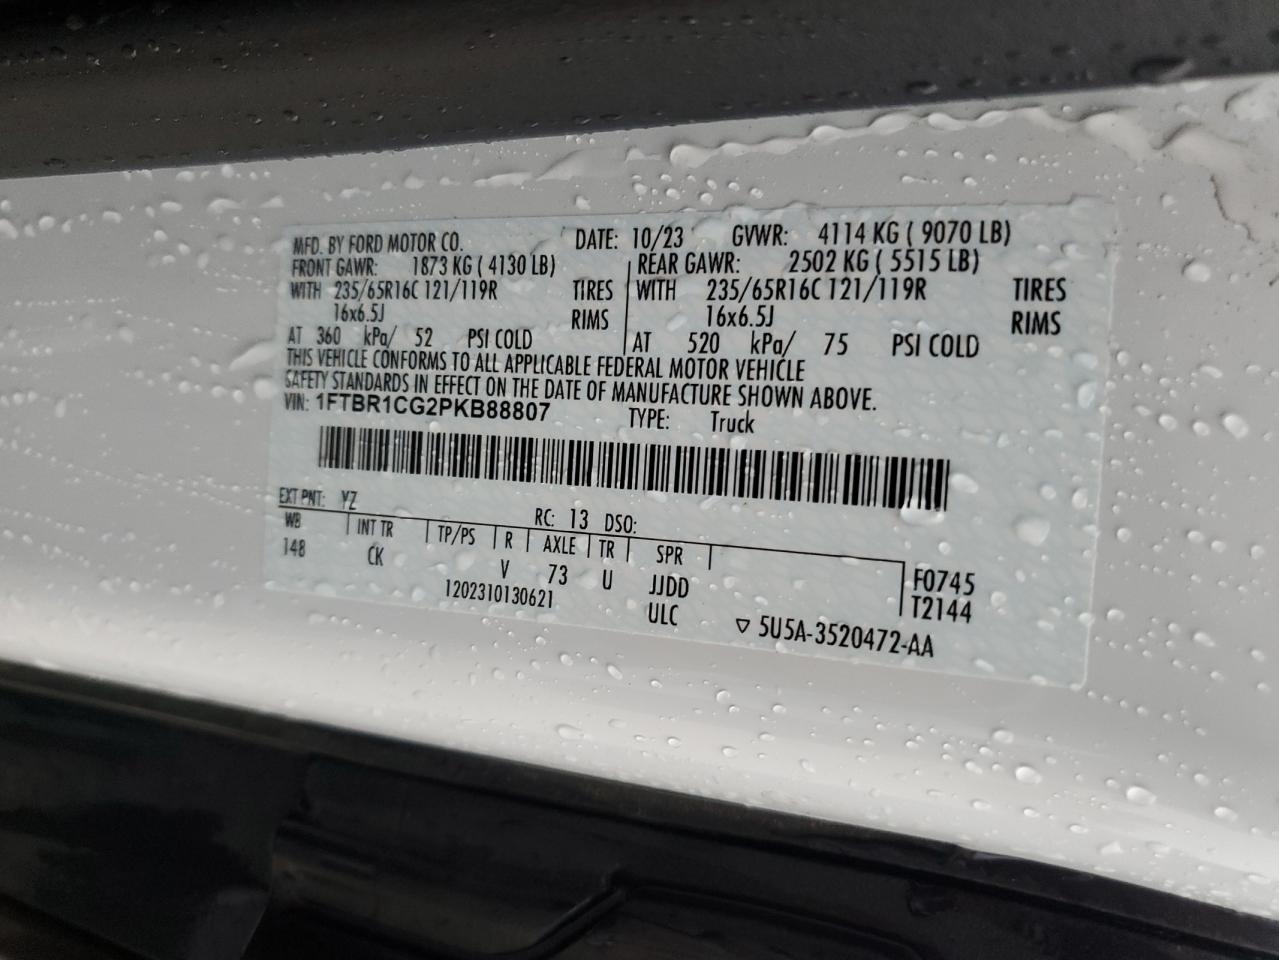 MFD. BY FORD MOTOR CO. DATE: 10/23 GVWR: 4114 KG ( 9070 LB)
FRONT GAWR: 1873 KG ( 4130 LB) REAR GAWR: 2502 KG ( 5515 LB)
WITH 235/65R16C 121/119R TIRES WITH 235/65R16C 121/119R TIRES
16x6.5J RIMS 16x6.5J RIMS
AT 360 kPa/ 52 PSI COLD AT 520 kPa/ 75 PSI COLD
THIS VEHICLE CONFORMS TO ALL APPLICABLE FEDERAL MOTOR VEHICLE
SAFETY STANDARDS IN EFFECT ON THE DATE OF MANUFACTURE SHOWN ABOVE.
VIN: 1FTBR1CG2PKB88807 TYPE: Truck
EXT PNT: YZ RC: 13 DSO:
WB INT TR TP/PS R AXLE TR SPR
148 CK V 73 U JJDD F0745
1202310130621 ULC T2144
▽ 5U5A-3520472-AA